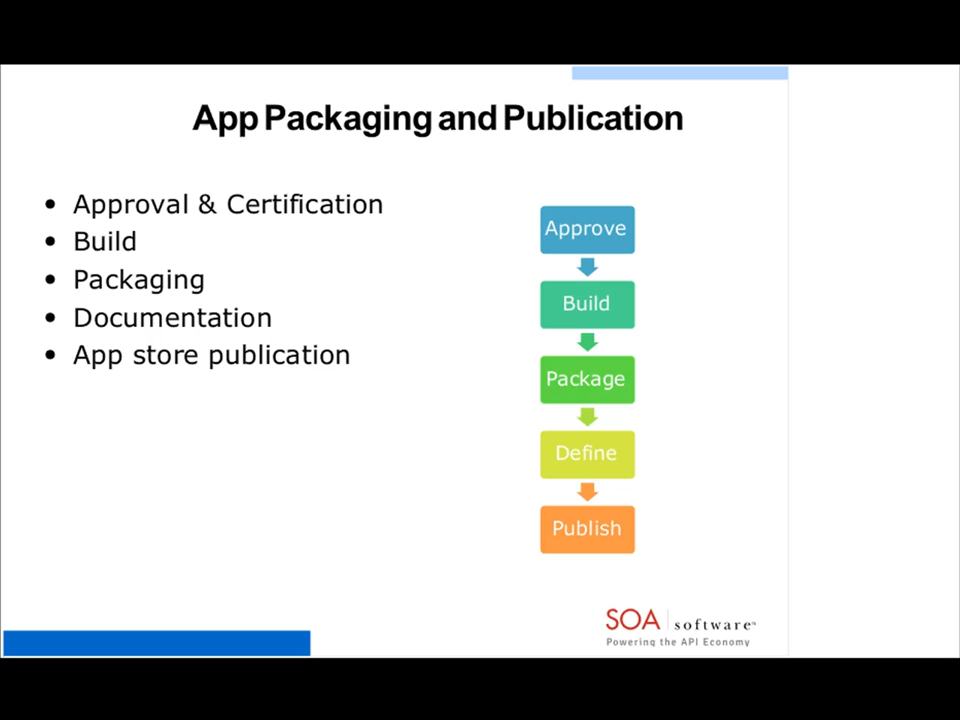 App Packaging and Publication
• Approval & Certification
• Build
• Packaging
• Documentation
• App store publication
Approve
Build
Package
Define
Publish
SOA software™
Powering the API Economy